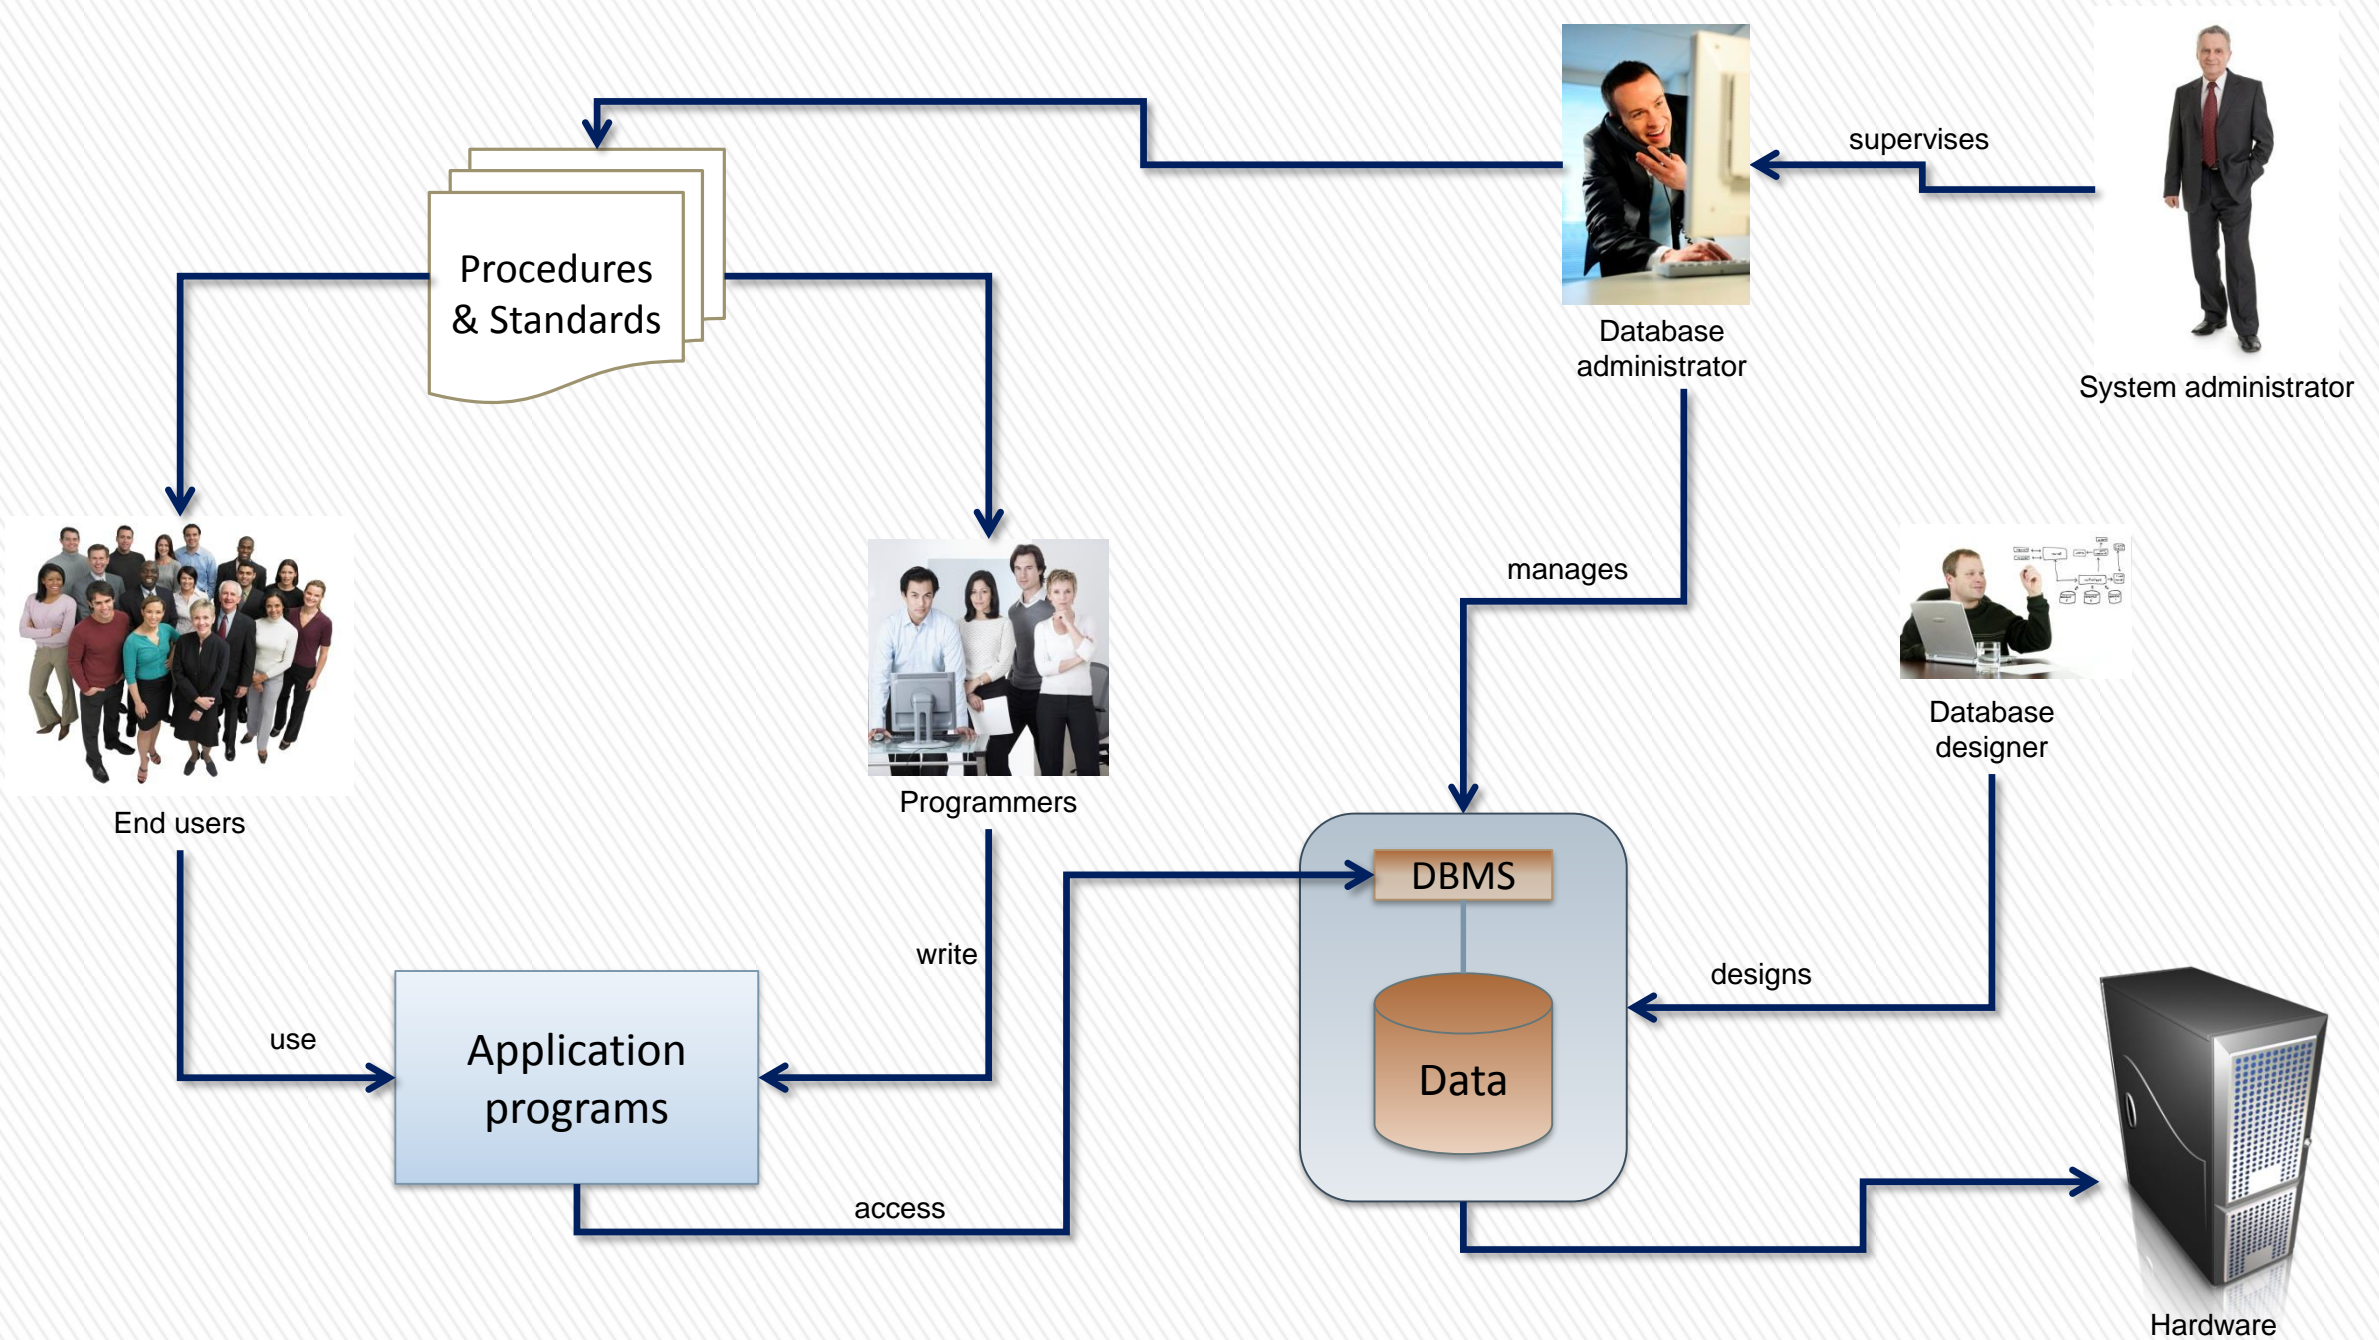 supervises
Procedures
& Standards
Database
administrator
System administrator
manages
Database
designer
Programmers
End users
DBMS
write
designs
use
Application
programs
Data
access
Hardware